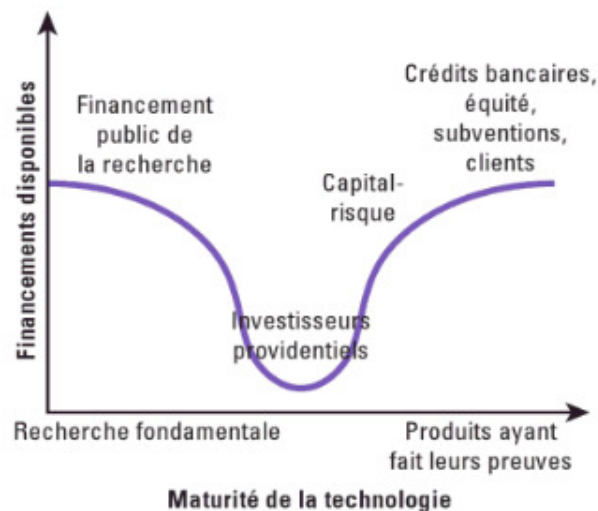 Financements disponibles
Financement
public de
la recherche
Crédits bancaires,
équité,
subventions,
clients
Capital-
risque
Investisseurs
providentiels
Recherche fondamentale
Produits ayant
fait leurs preuves
Maturité de la technologie